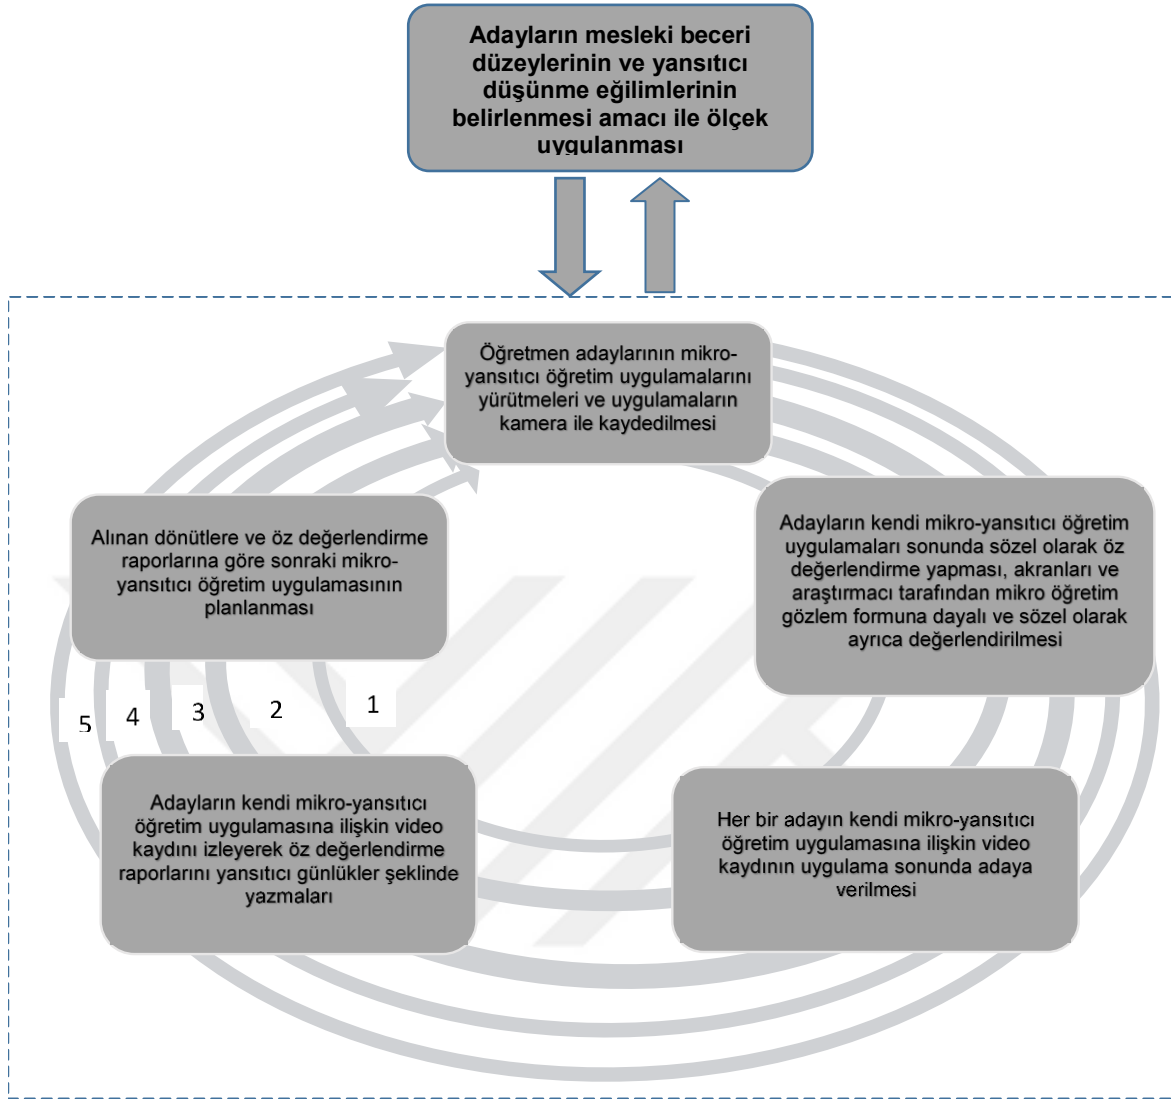 Adayların mesleki beceri
düzeylerinin ve yansıtıcı
düşünme eğilimlerinin
belirlenmesi amacı ile ölçek
uygulanması
Öğretmen adaylarının mikro-
yansıtıcı öğretim uygulamalarını
yürütmeleri ve uygulamaların
kamera ile kaydedilmesi
Adayların kendi mikro-yansıtıcı öğretim
uygulamaları sonunda sözel olarak öz
değerlendirme yapması, akranları ve
araştırmacı tarafından mikro öğretim
gözlem formuna dayalı ve sözel olarak
ayrıca değerlendirilmesi
Her bir adayın kendi mikro-yansıtıcı
öğretim uygulamasına ilişkin video
kaydının uygulama sonunda adaya
verilmesi
Adayların kendi mikro-yansıtıcı
öğretim uygulamasına ilişkin video
kaydını izleyerek öz değerlendirme
raporlarını yansıtıcı günlükler şeklinde
yazmaları
Alınan dönütlere ve öz değerlendirme
raporlarına göre sonraki mikro-
yansıtıcı öğretim uygulamasının
planlanması
5 4 3 2 1